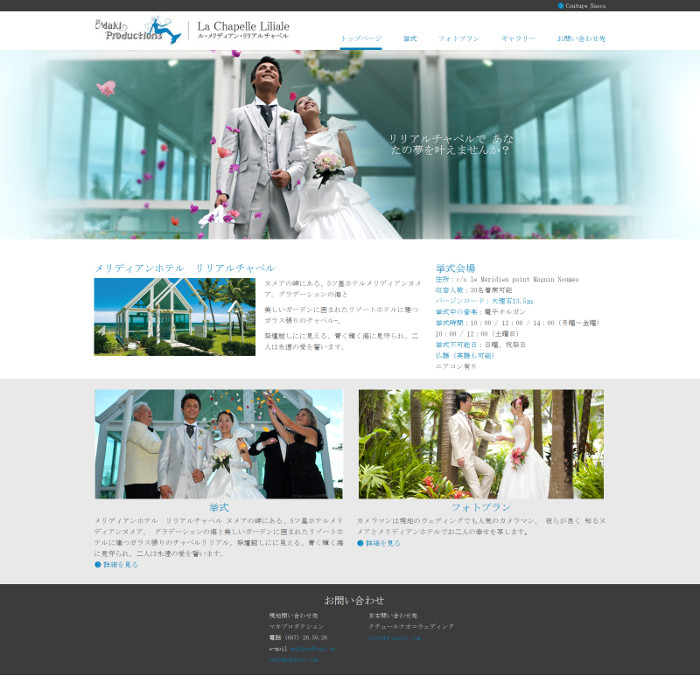 Couture Naoco
Maki Productions
La Chapelle Liliale
ル・メリディアン・リリアルチャペル
トップページ
挙式
フォトプラン
ギャラリー
お問い合わせ先
リリアルチャペルで あな
たの夢を叶えませんか？
メリディアンホテル　リリアルチャペル
ヌメアの岬にある、5ツ星ホテルメリディアンヌメ
ア。グラデーションの海と
美しいガーデンに囲まれたリゾートホテルに建つ
ガラス張りのチャペル-。
祭壇越しにに見える、青く輝く海に見守られ、二
人は永遠の愛を誓います。
挙式会場
住所：c/o le Méridien point Magnin Nouméa
収容人数：30名着席可能
バージンロード：大理石13.5m
挙式中の音楽：電子オルガン
挙式時間：10：00 / 12：00 / 14：00（月曜～金曜）
10：00 / 12：00（土曜日）
挙式不可能日：日曜、祝祭日
仏語（英語も可能）
エアコン有り
挙式
メリディアンホテル　リリアルチャペル ヌメアの岬にある、5ツ星ホテルメリ
ディアンヌメア。 グラデーションの海と美しいガーデンに囲まれたリゾートホ
テルに建つガラス張りのチャペルリリアル。祭壇越しにに見える、青く輝く海
に見守られ、二人は永遠の愛を誓います。
詳細を見る
フォトプラン
カメラマンは現地のウェディングでも人気のカメラマン。 彼らが良く 知るヌ
メアとメリディアンホテルでお二人の幸せを写します。
詳細を見る
お問い合わせ
現地問い合わせ先
マキプロダクション
電話 (687) 26.50.26
e-mail
日本問い合わせ先
クチュールナオコウェディング